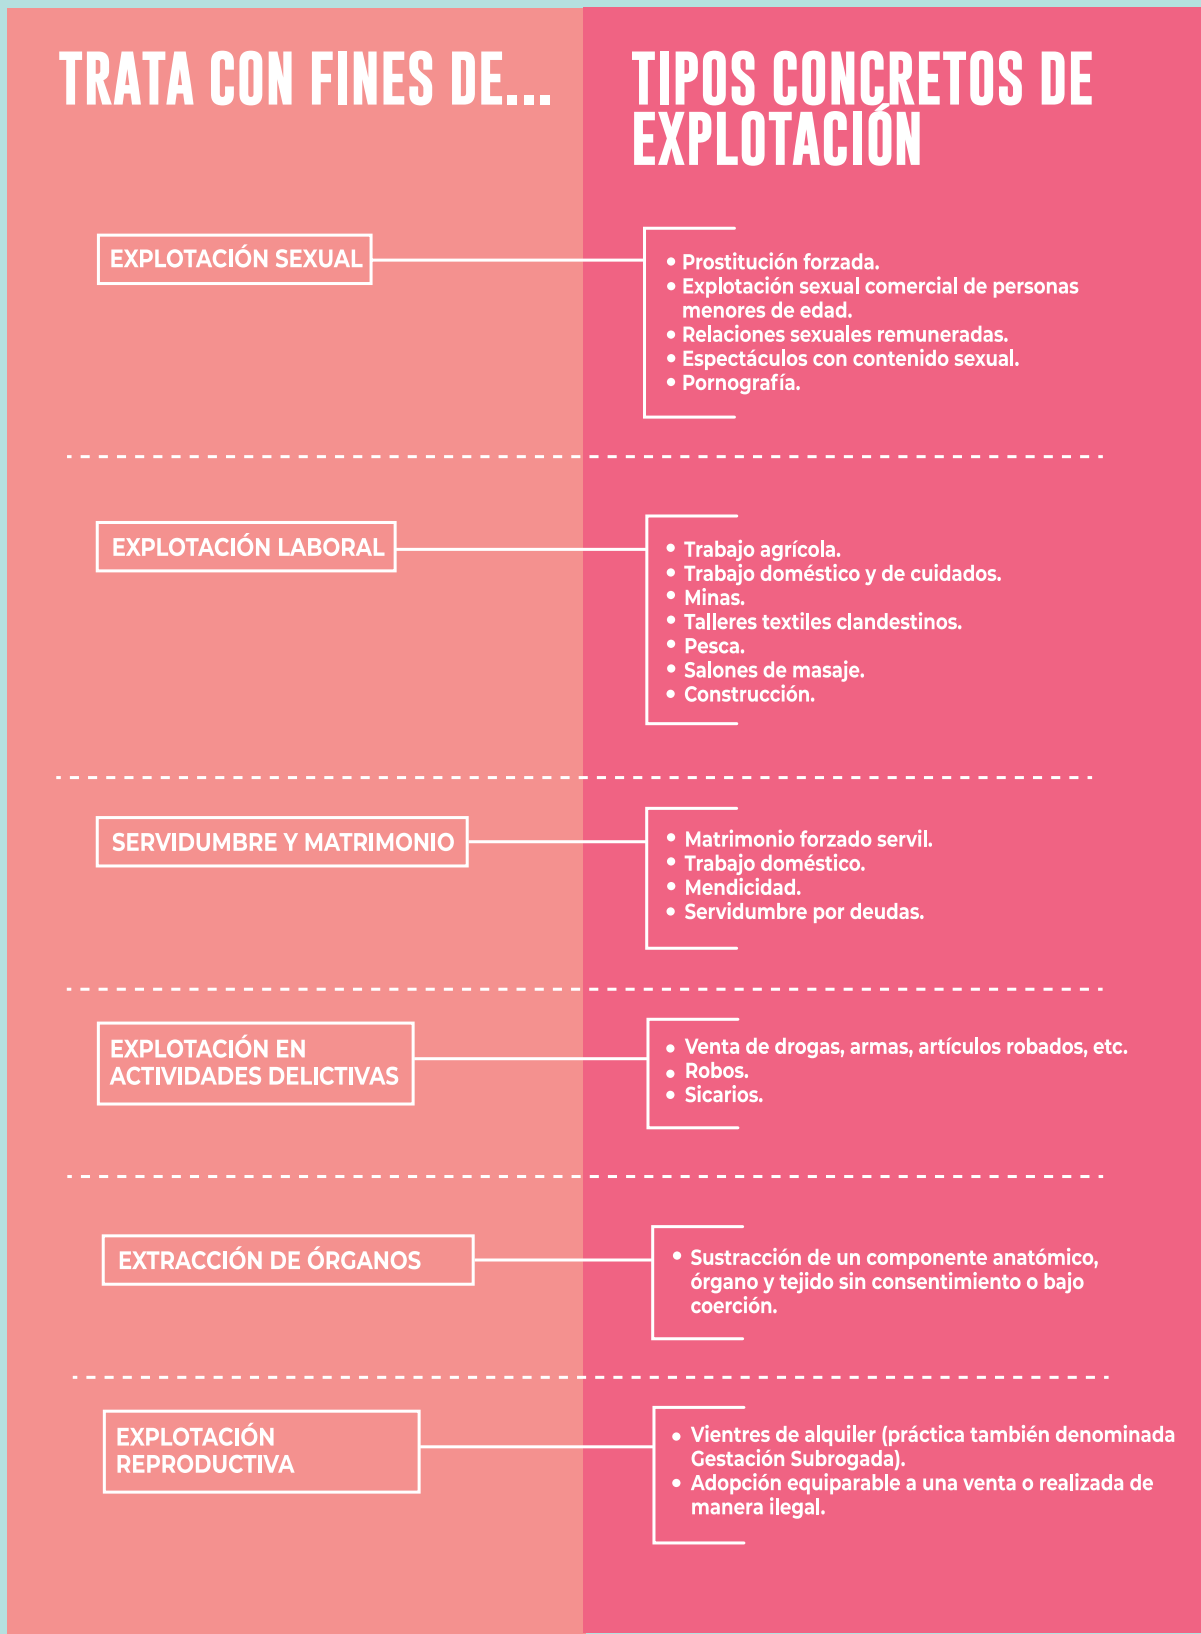 TRATA CON FINES DE...
TIPOS CONCRETOS DE
EXPLOTACIÓN
EXPLOTACIÓN SEXUAL
• Prostitución forzada.
• Explotación sexual comercial de personas
menores de edad.
• Relaciones sexuales remuneradas.
• Espectáculos con contenido sexual.
• Pornografía.
EXPLOTACIÓN LABORAL
• Trabajo agrícola.
• Trabajo doméstico y de cuidados.
• Minas.
• Talleres textiles clandestinos.
• Pesca.
• Salones de masaje.
• Construcción.
SERVIDUMBRE Y MATRIMONIO
• Matrimonio forzado servil.
• Trabajo doméstico.
• Mendicidad.
• Servidumbre por deudas.
EXPLOTACIÓN EN
ACTIVIDADES DELICTIVAS
• Venta de drogas, armas, artículos robados, etc.
• Robos.
• Sicarios.
EXTRACCIÓN DE ÓRGANOS
• Sustracción de un componente anatómico,
órgano y tejido sin consentimiento o bajo
coerción.
EXPLOTACIÓN
REPRODUCTIVA
• Vientres de alquiler (práctica también denominada
Gestación Subrogada).
• Adopción equiparable a una venta o realizada de
manera ilegal.